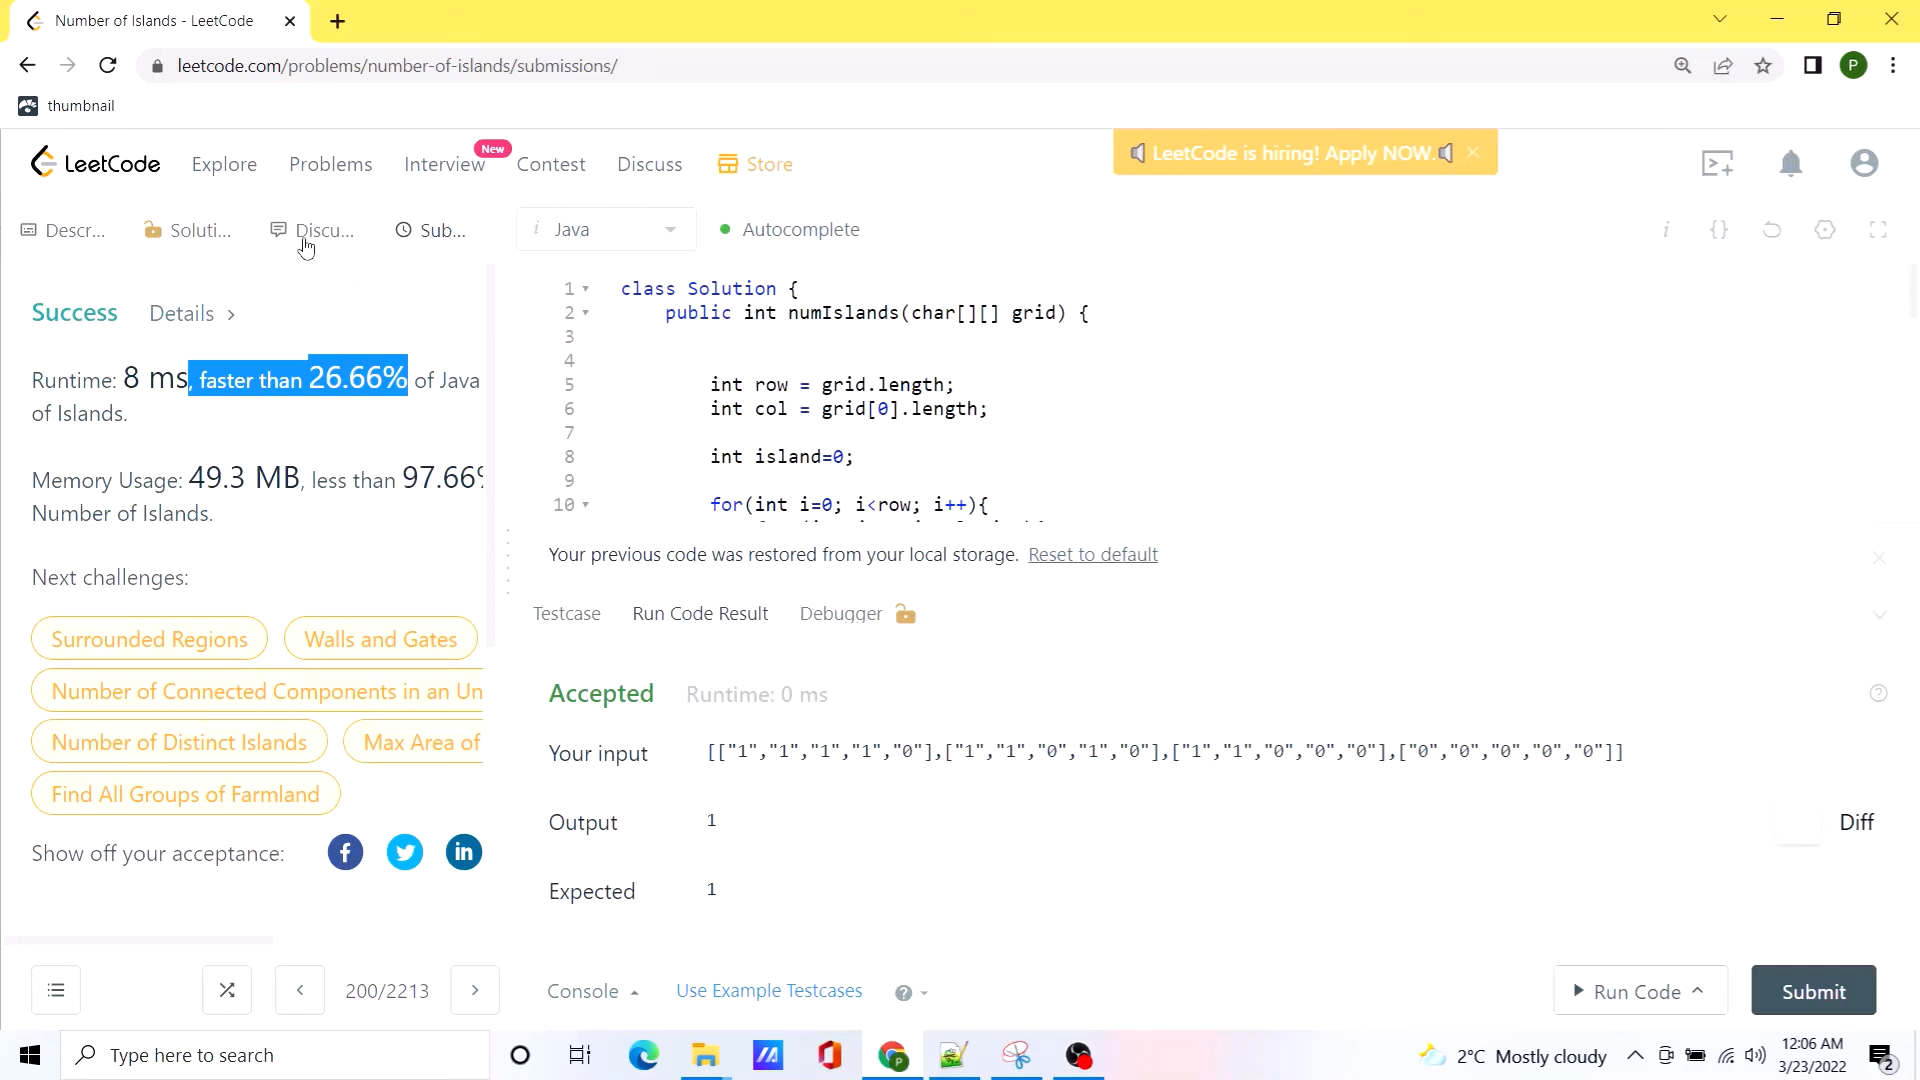 Number of Islands - LeetCode
leetcode.com/problems/number-of-islands/submissions/
P
thumbnail
LeetCode
Explore
Problems
Interview
New
Contest
Discuss
Store
LeetCode is hiring! Apply NOW.
Descr...
Soluti...
Discu...
Sub...
i Java
Autocomplete
i
{}
Success
Details >
Runtime: 8 ms, faster than 26.66% of Java
of Islands.
Memory Usage: 49.3 MB, less than 97.66%
Number of Islands.
Next challenges:
Surrounded Regions
Walls and Gates
Number of Connected Components in an Un
Number of Distinct Islands
Max Area of
Find All Groups of Farmland
Show off your acceptance:
200/2213
1 class Solution {
2 public int numIslands(char[][] grid) {
3
4
5 int row = grid.length;
6 int col = grid[0].length;
7
8 int island=0;
9
10 for(int i=0; i<row; i++){
Your previous code was restored from your local storage. Reset to default
Testcase
Run Code Result
Debugger
Accepted
Runtime: 0 ms
Your input
[["1","1","1","1","0"],["1","1","0","1","0"],["1","1","0","0","0"],["0","0","0","0","0"]]
Output
1
Diff
Expected
1
Console
Use Example Testcases
Run Code
Submit
Type here to search
2°C Mostly cloudy
12:06 AM
3/23/2022
2